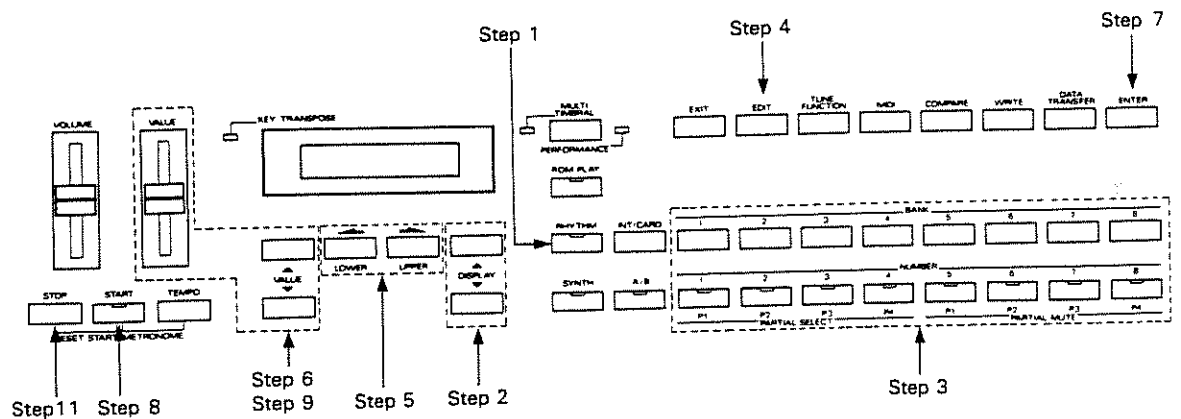 Step 1
Step 4
Step 7
VOLUME
VALUE
KEY TRANSPOSE
MULTI TIMBRAL
PERFORMANCE
EXIT
EDIT
TUNE FUNCTION
MIDI
COMPARE
WRITE
DATA TRANSFER
ENTER
ROM PLAY
RHYTHM
INT/CARD
BANK
1 2 3 4 5 6 7 8
LOWER
UPPER
VALUE
DISPLAY
SYNTH
A/B
NUMBER
1 2 3 4 5 6 7 8
P1 P2 P3 P4 P1 P2 P3 P4
PARTIAL SELECT
PARTIAL MUTE
STOP
START
TEMPO
RESET START METRONOME
Step 6
Step 9
Step 5
Step 2
Step 3
Step11
Step 8